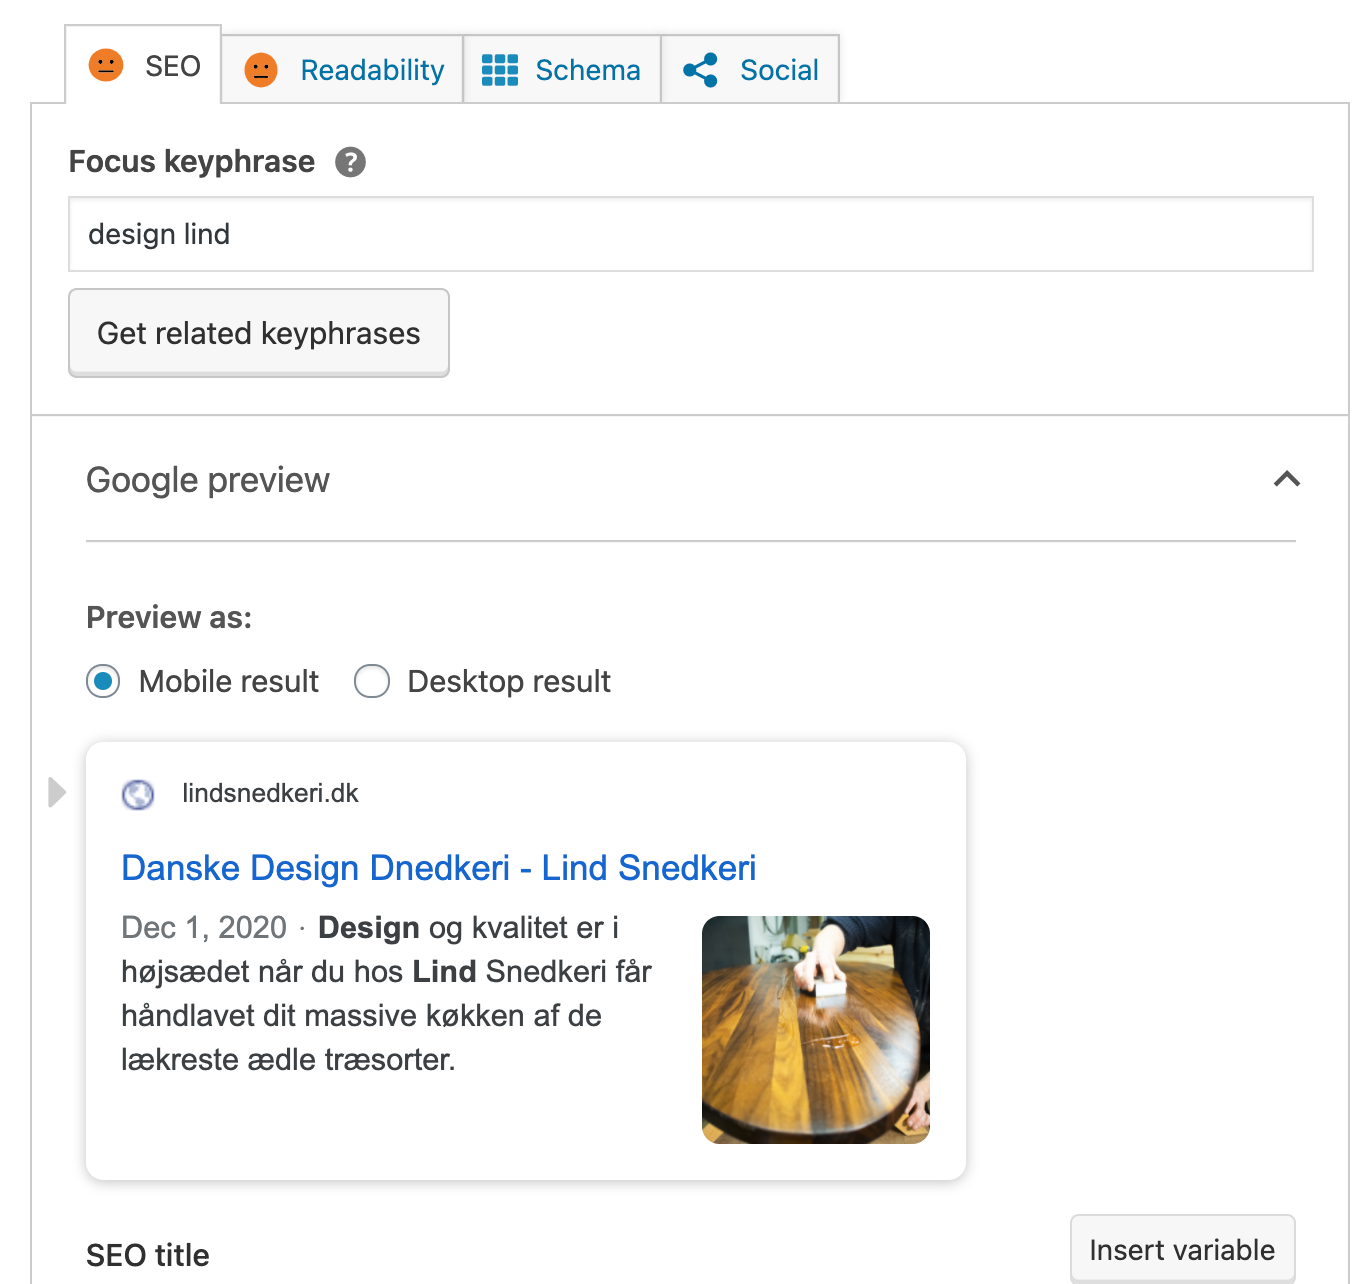 SEO
Readability
Schema
Social
Focus keyphrase ?
design lind
Get related keyphrases
Google preview
Preview as:
Mobile result
Desktop result
lindsnedkeri.dk
Danske Design Dnedkeri - Lind Snedkeri
Dec 1, 2020 · Design og kvalitet er i
højsædet når du hos Lind Snedkeri får
håndlavet dit massive køkken af de
lækreste ædle træsorter.
SEO title
Insert variable